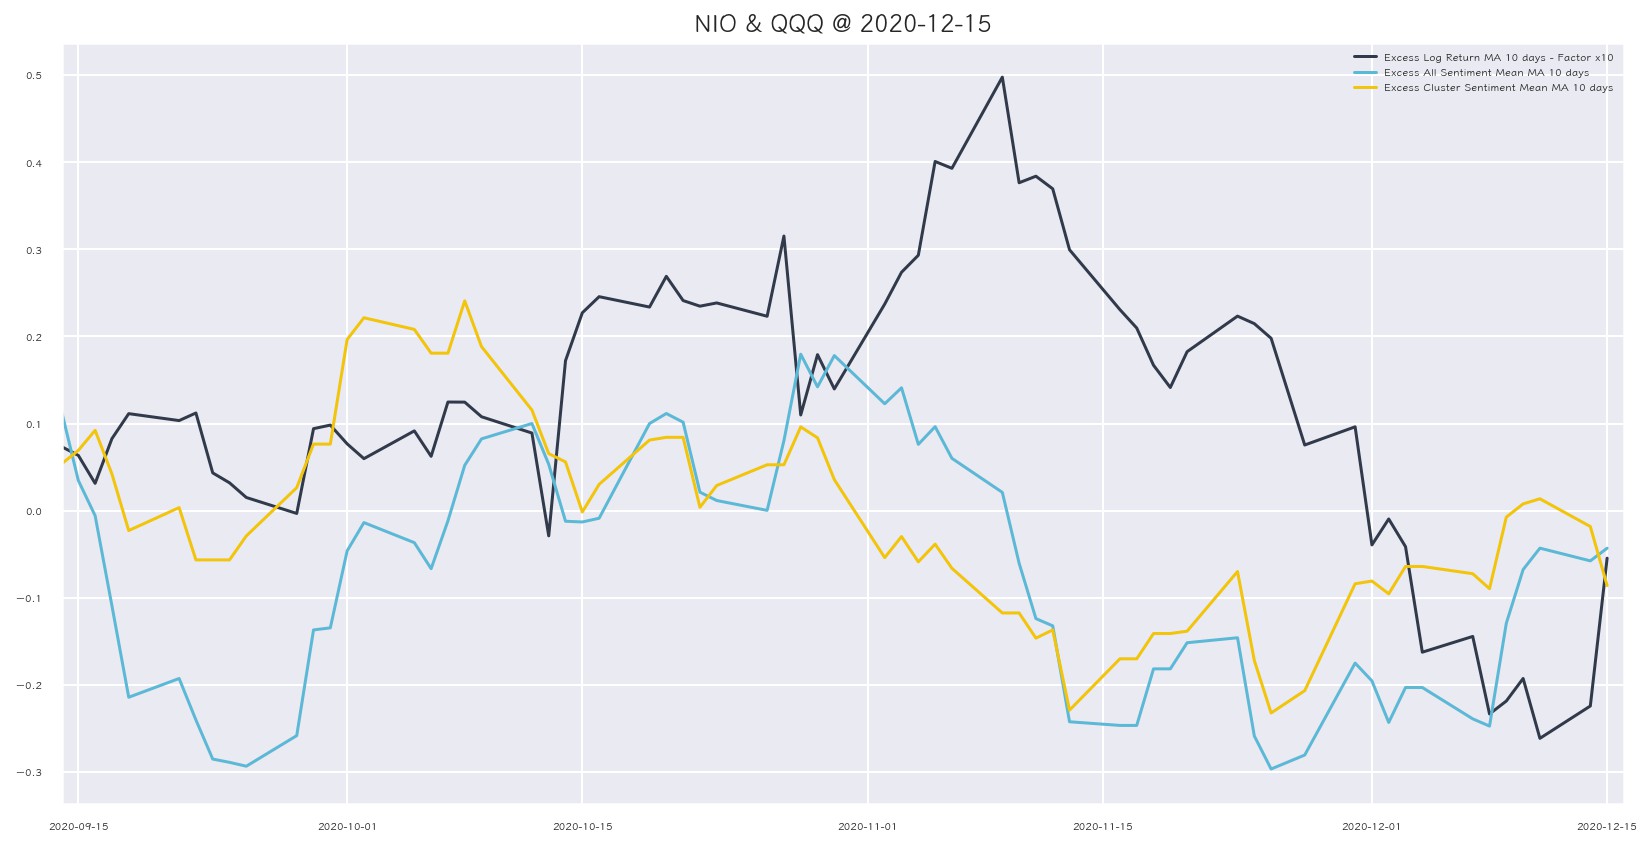 NIO & QQQ @ 2020-12-15
Excess Log Return MA 10 days - Factor x10
Excess All Sentiment Mean MA 10 days
Excess Cluster Sentiment Mean MA 10 days
0.5
0.4
0.3
0.2
0.1
0.0
−0.1
−0.2
−0.3
2020-09-15 2020-10-01 2020-10-15 2020-11-01 2020-11-15 2020-12-01 2020-12-15